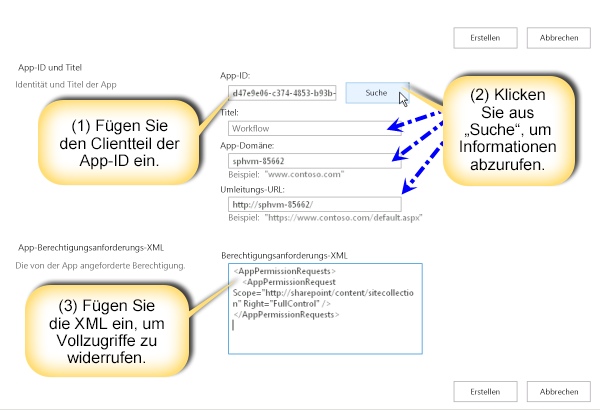 Erstellen
Abbrechen
App-ID und Titel
Identität und Titel der App
App-ID:
d47e9e06-c374-4853-b93b-
Suche
(1) Fügen Sie
den Clientteil der
App-ID ein.
(2) Klicken
Sie aus
„Suche“, um
Informationen
abzurufen.
Titel:
Workflow
App-Domäne:
sphvm-85662
Beispiel: "www.contoso.com"
Umleitungs-URL:
http://sphvm-85662/
Beispiel: "https://www.contoso.com/default.aspx"
App-Berechtigungsanforderungs-XML
Die von der App angeforderte Berechtigung.
(3) Fügen Sie
die XML ein, um
Vollzugriffe zu
widerrufen.
Berechtigungsanforderungs-XML
<AppPermissionRequests>
<AppPermissionRequest
Scope="http://sharepoint/content/sitecollectio
n" Right="FullControl" />
</AppPermissionRequests>
Erstellen
Abbrechen